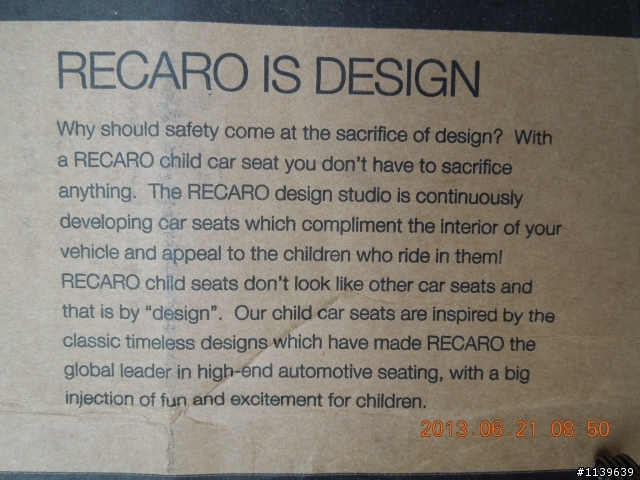 RECARO IS DESIGN
Why should safety come at the sacrifice of design? With
a RECARO child car seat you don't have to sacrifice
anything. The RECARO design studio is continuously
developing car seats which compliment the interior of your
vehicle and appeal to the children who ride in them!
RECARO child seats don't look like other car seats and
that is by "design". Our child car seats are inspired by the
classic timeless designs which have made RECARO the
global leader in high-end automotive seating, with a big
injection of fun and excitement for children.
2013.06.21 08:50
#1139639